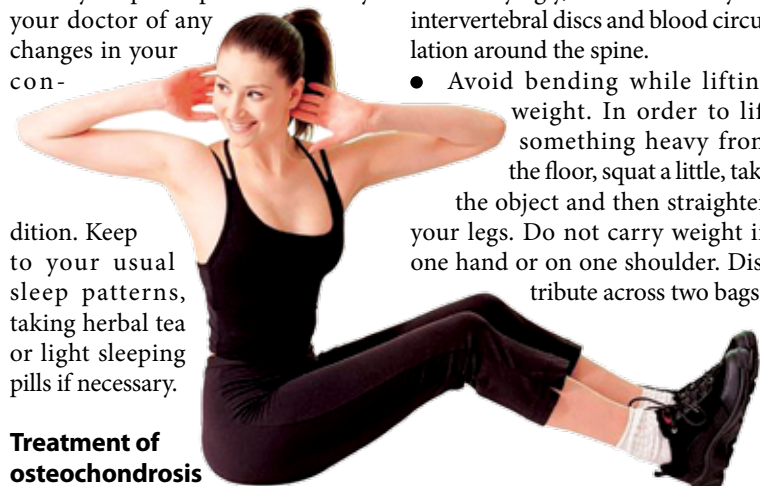 your doctor of any
changes in your
con-
dition. Keep
to your usual
sleep patterns,
taking herbal tea
or light sleeping
pills if necessary.
Treatment of
osteochondrosis
intervertebral discs and blood circu
lation around the spine.
● Avoid bending while liftin
weight. In order to lif
something heavy from
the floor, squat a little, tak
the object and then straighte
your legs. Do not carry weight i
one hand or on one shoulder. Dis
tribute across two bags